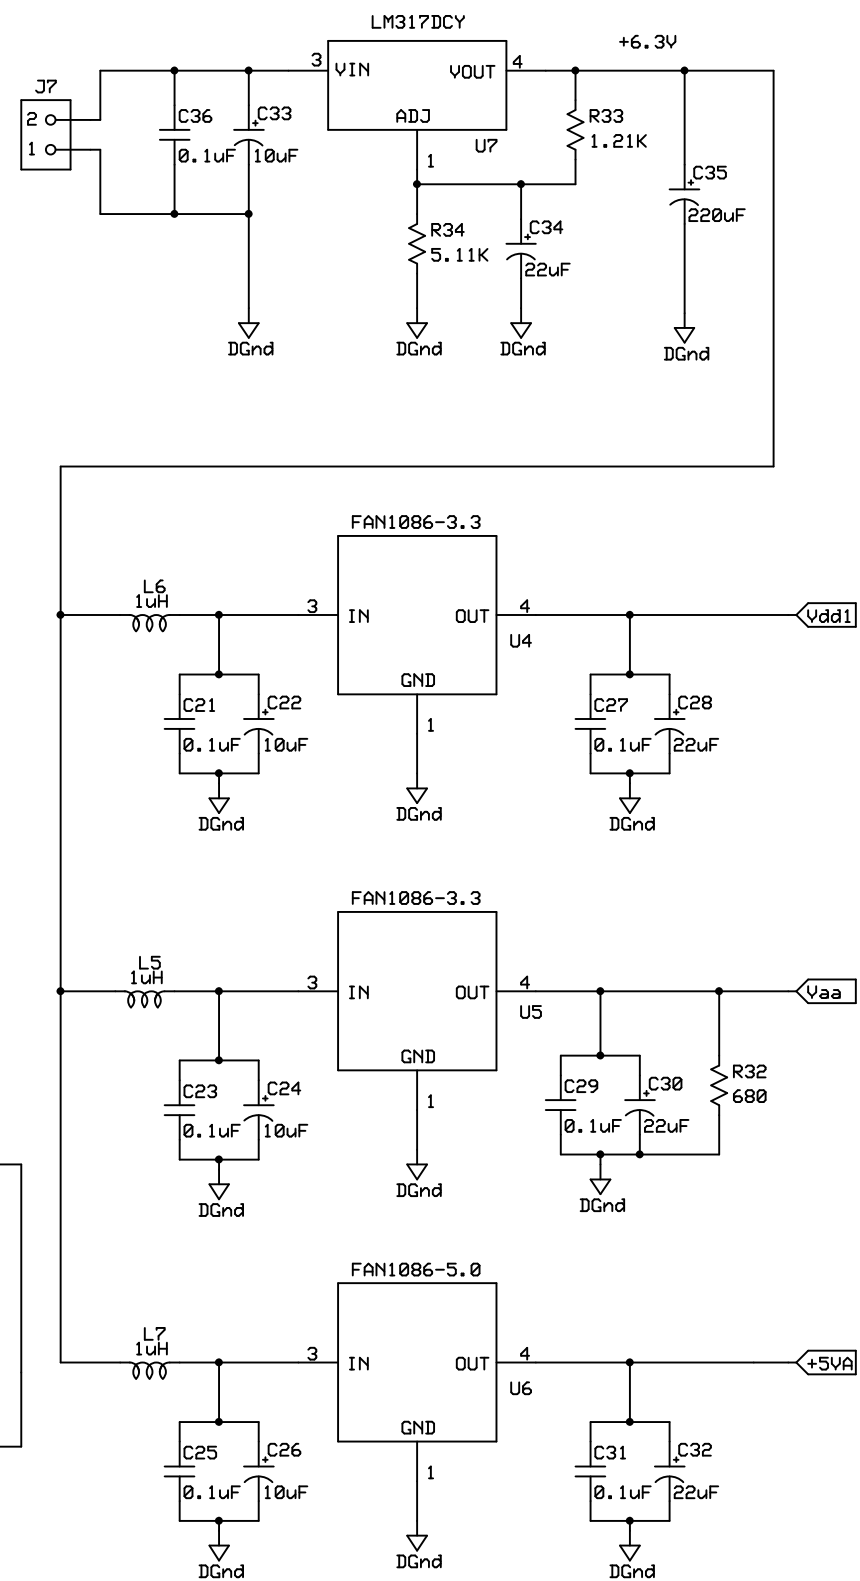 LM317DCY
+6.3V
3
4
VIN
VOUT
J7
2
1
C36
0.1uF
+
C33
10uF
ADJ
U7
1
R33
1.21K
+
C35
220uF
R34
5.11K
+
C34
22uF
DGnd
DGnd
DGnd
DGnd
FAN1086-3.3
L6
1uH
3
IN
OUT
4
Vdd1
U4
GND
1
C21
0.1uF
+
C22
10uF
C27
0.1uF
+
C28
22uF
DGnd
DGnd
DGnd
FAN1086-3.3
L5
1uH
3
IN
OUT
4
Vaa
U5
GND
1
C23
0.1uF
+
C24
10uF
C29
0.1uF
+
C30
22uF
R32
680
DGnd
DGnd
DGnd
FAN1086-5.0
L7
1uH
3
IN
OUT
4
+5VA
U6
GND
1
C25
0.1uF
+
C26
10uF
C31
0.1uF
+
C32
22uF
DGnd
DGnd
DGnd